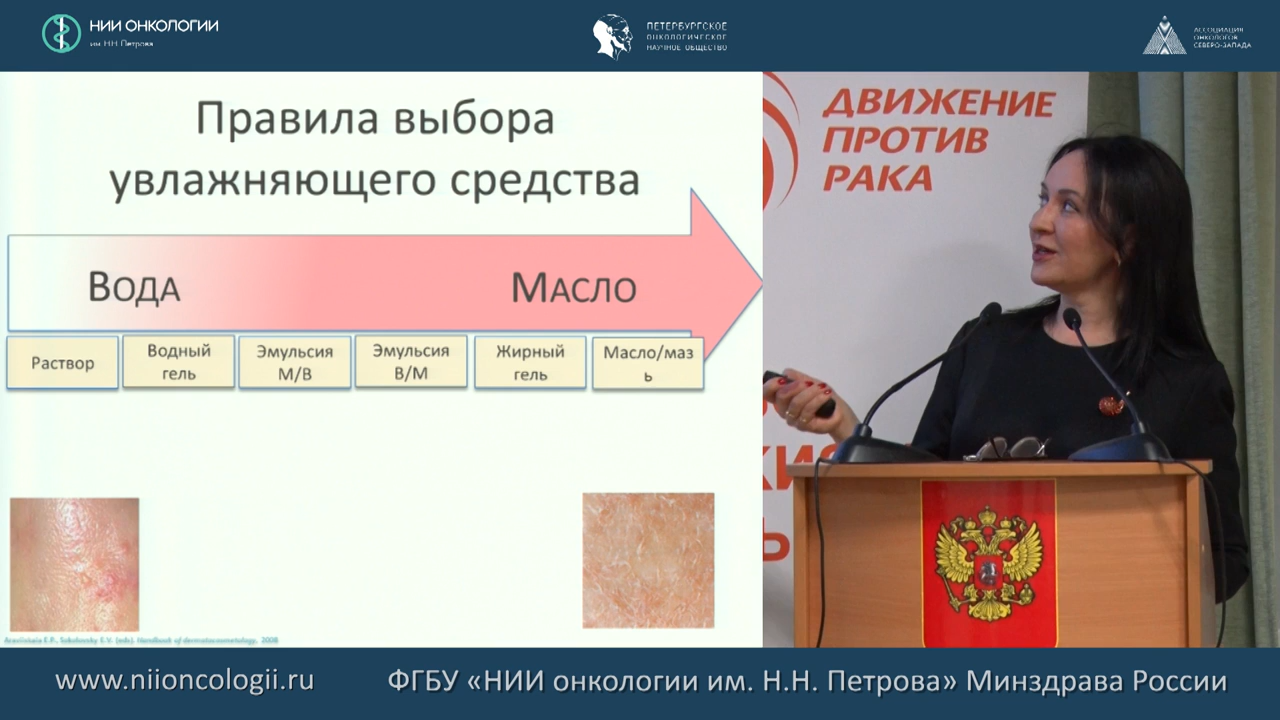 НИИ ОНКОЛОГИИ
им. Н.Н. Петрова
ПЕТЕРБУРГСКОЕ
ОНКОЛОГИЧЕСКОЕ
НАУЧНОЕ ОБЩЕСТВО
АССОЦИАЦИЯ
ОНКОЛОГОВ
СЕВЕРО-ЗАПАДА
Правила выбора
увлажняющего средства
ВОДА
МАСЛО
Раствор
Водный
гель
Эмульсия
М/В
Эмульсия
В/М
Жирный
гель
Масло/маз
ь
E.P., Sokolovsky E.V. (eds). Handbook of dermatocosmetology, 2008
ДВИЖЕНИЕ
ПРОТИВ
РАКА
www.niioncologii.ru
ФГБУ «НИИ онкологии им. Н.Н. Петрова» Минздрава России